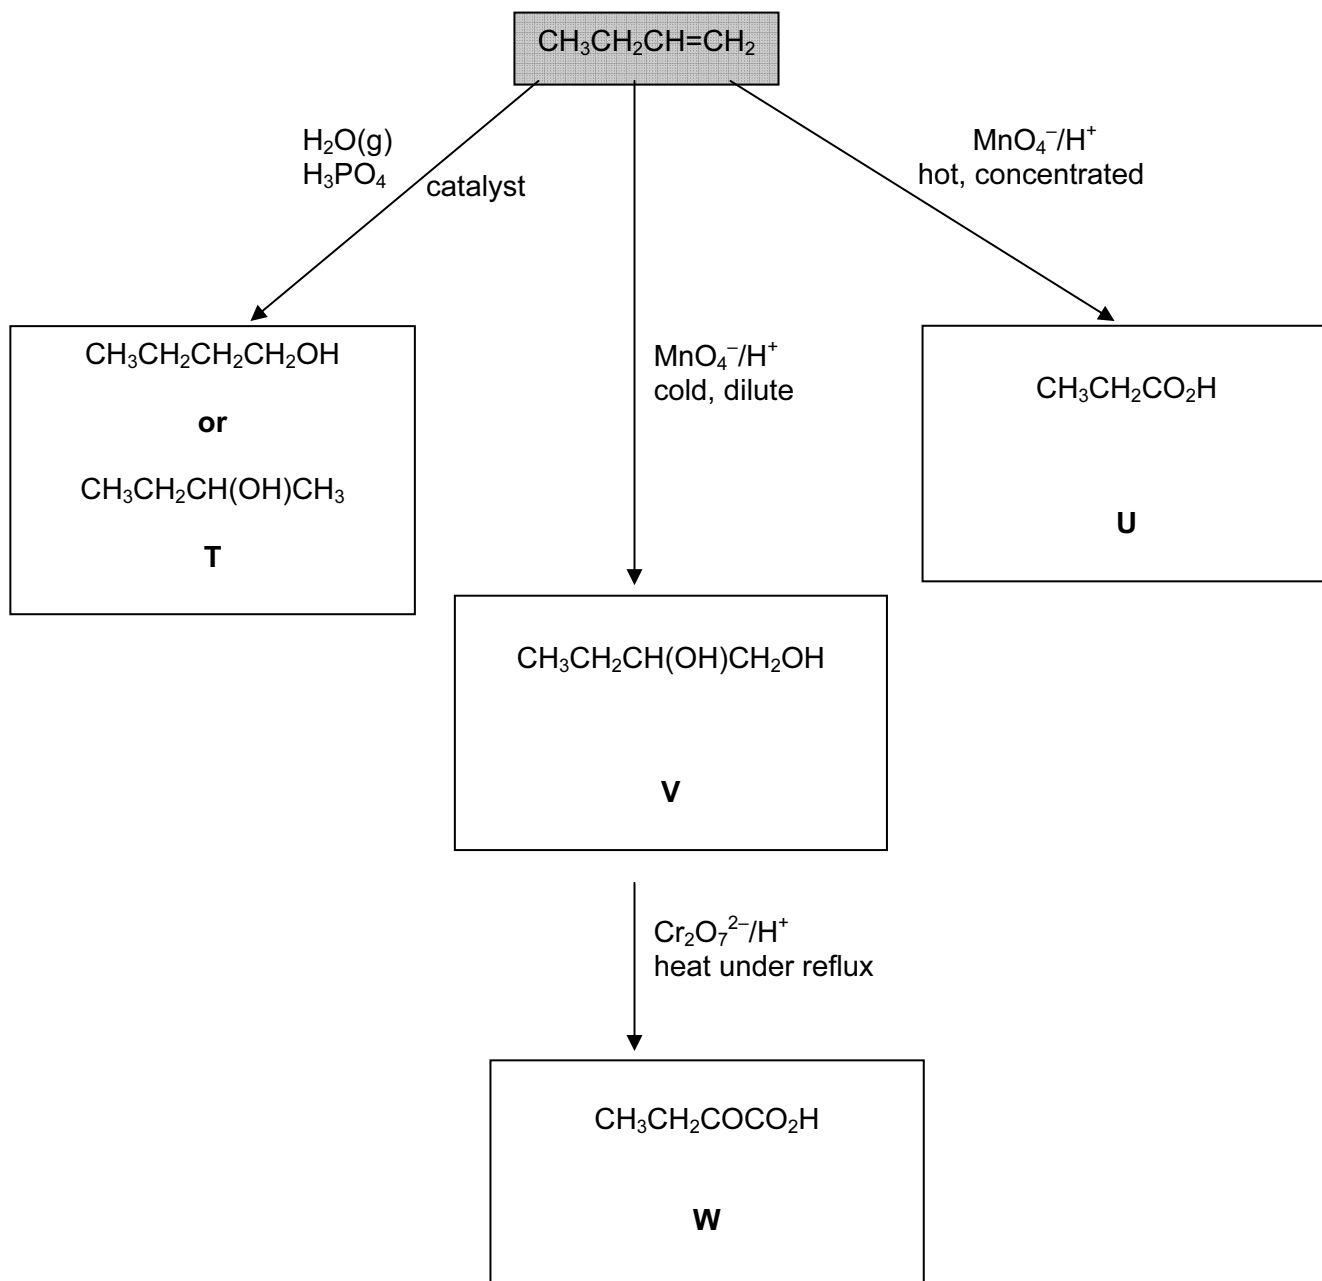 CH₃CH₂CH=CH₂
H₂O(g)
H₃PO₄
catalyst
MnO₄⁻/H⁺
hot, concentrated
CH₃CH₂CH₂CH₂OH
or
CH₃CH₂CH(OH)CH₃
T
MnO₄⁻/H⁺
cold, dilute
CH₃CH₂CO₂H
U
CH₃CH₂CH(OH)CH₂OH
V
Cr₂O₇²⁻/H⁺
heat under reflux
CH₃CH₂COCO₂H
W